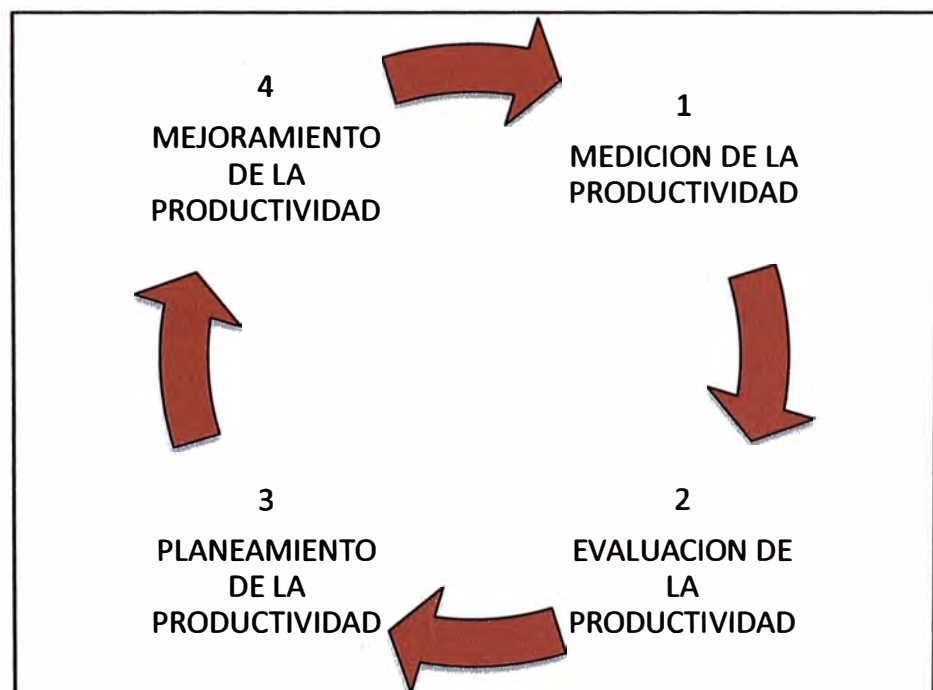 4
MEJORAMIENTO
DE LA
PRODUCTIVIDAD
1
MEDICION DE LA
PRODUCTIVIDAD
3
PLANEAMIENTO
DE LA
PRODUCTIVIDAD
2
EVALUACION DE
LA
PRODUCTIVIDAD